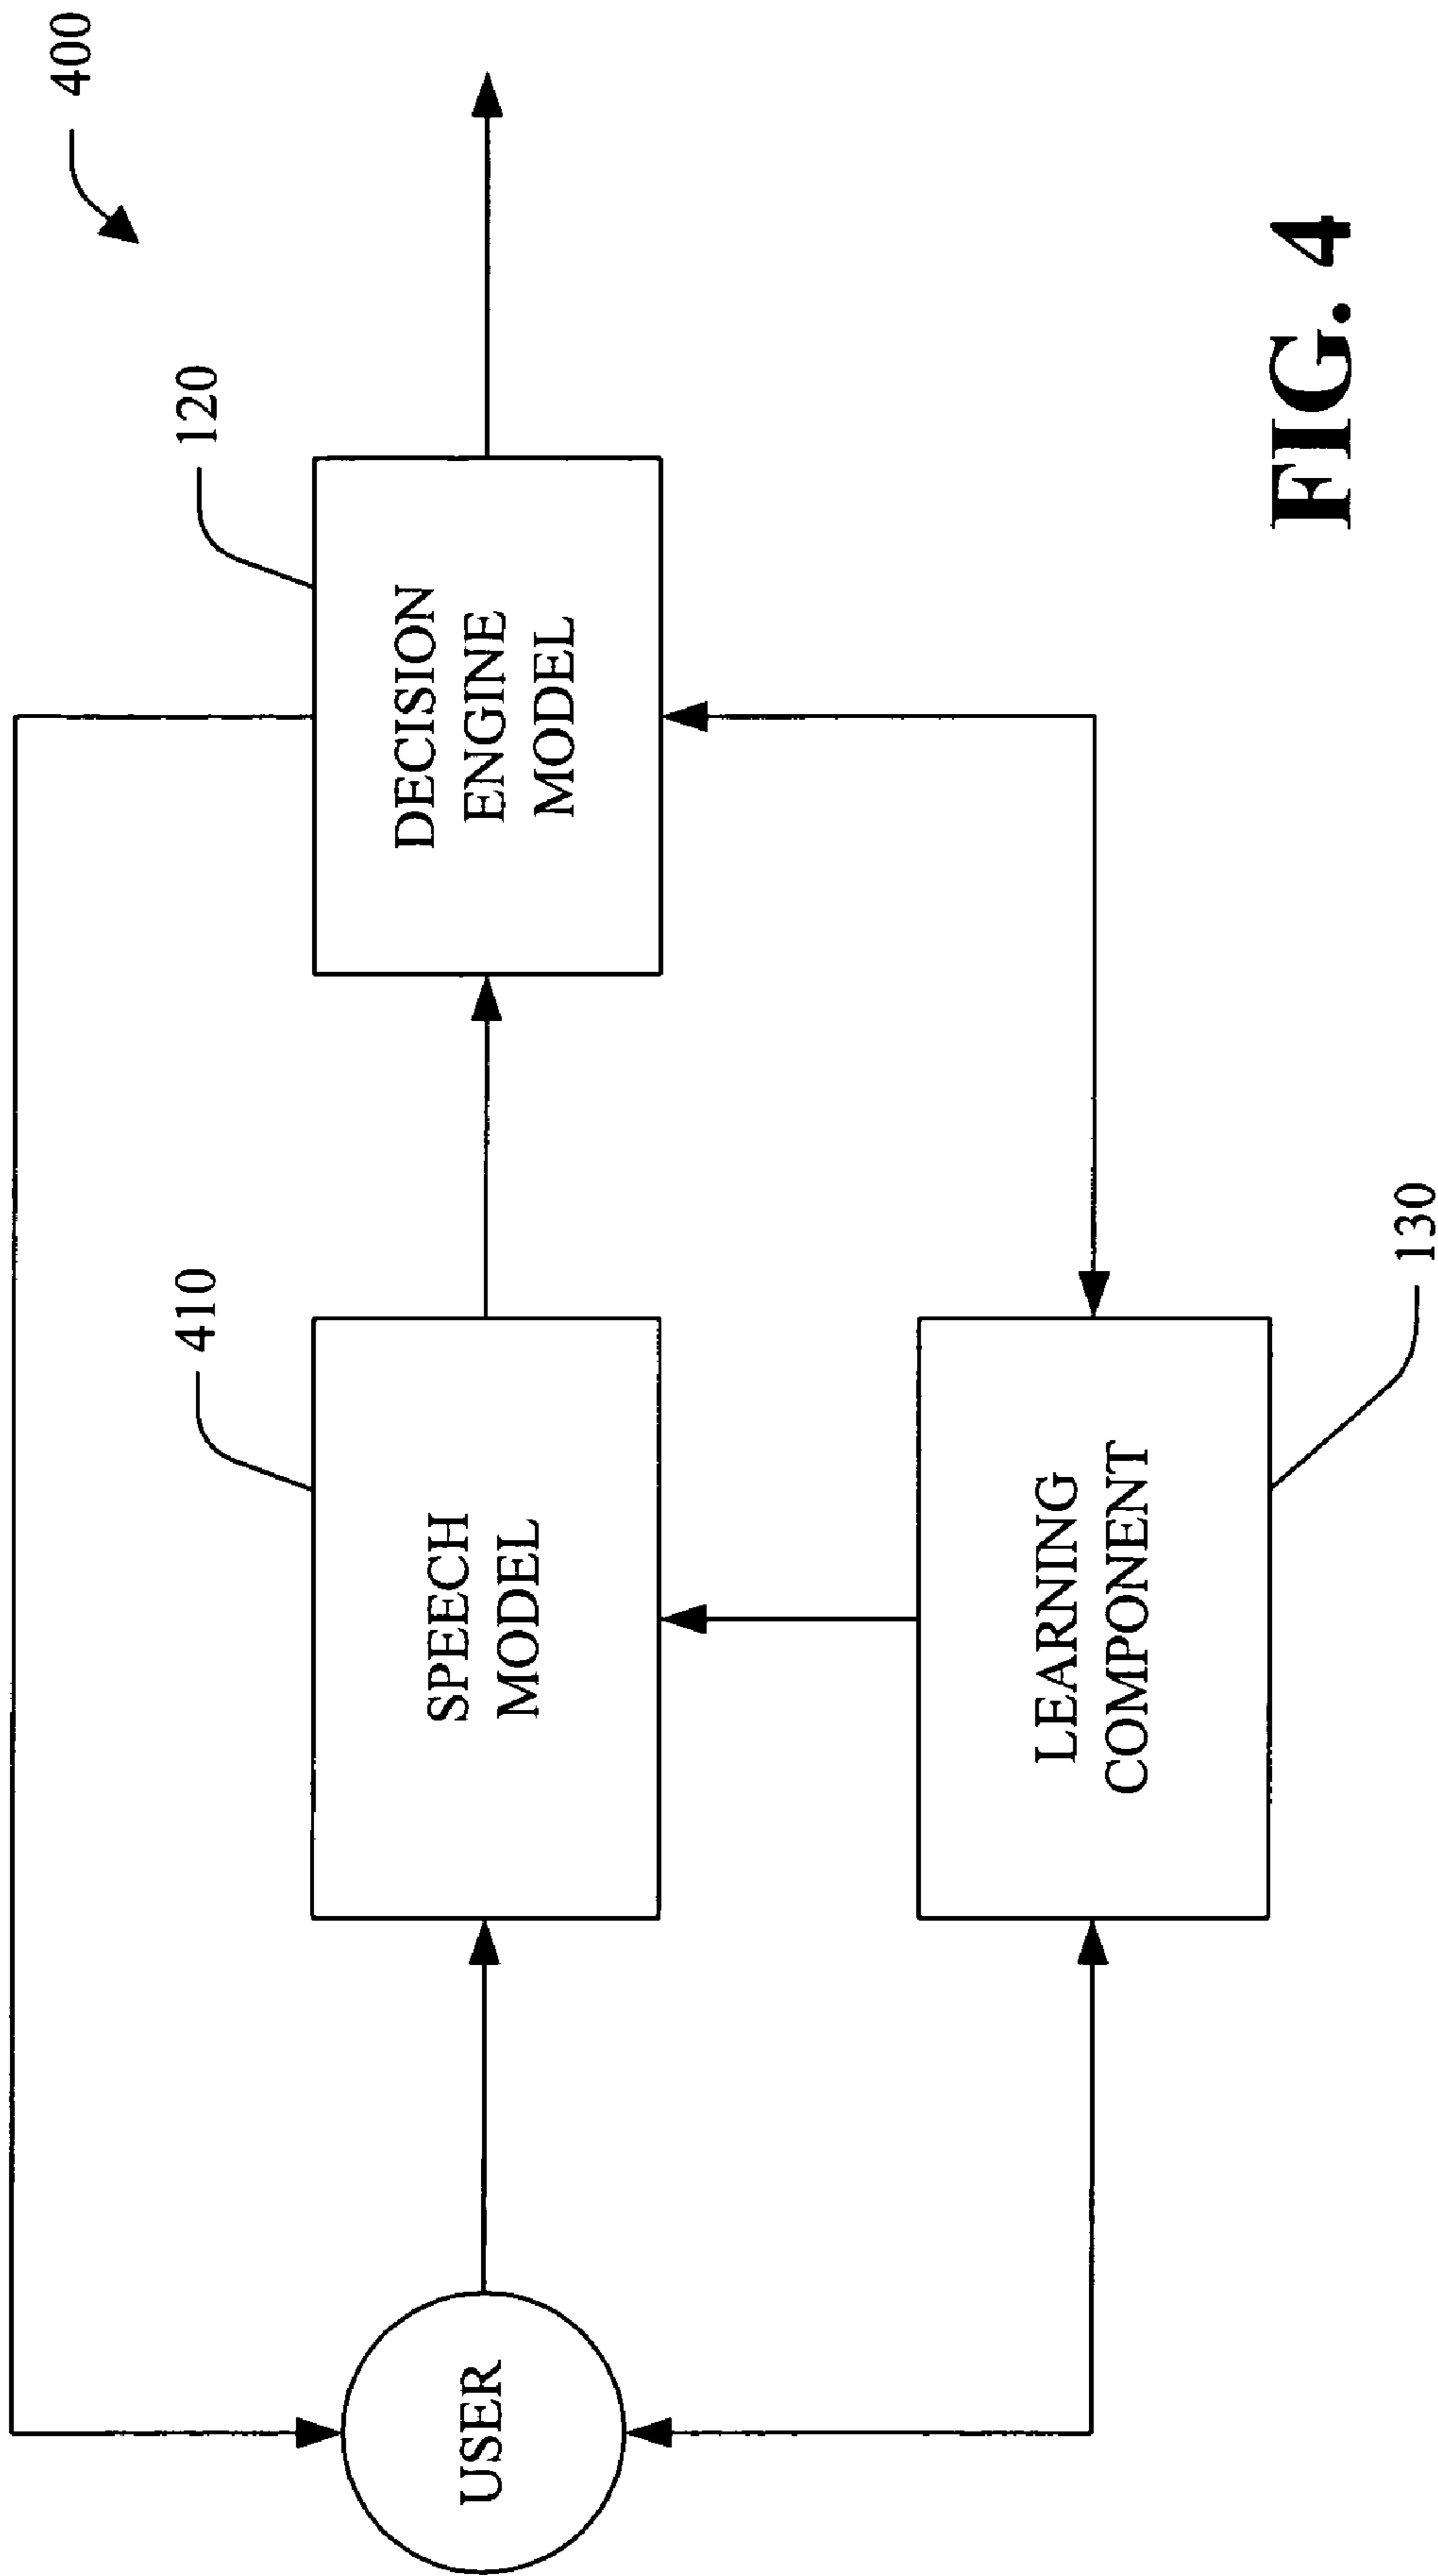 400
120
410
DECISION
ENGINE
MODEL
SPEECH
MODEL
USER
LEARNING
COMPONENT
130
FIG. 4